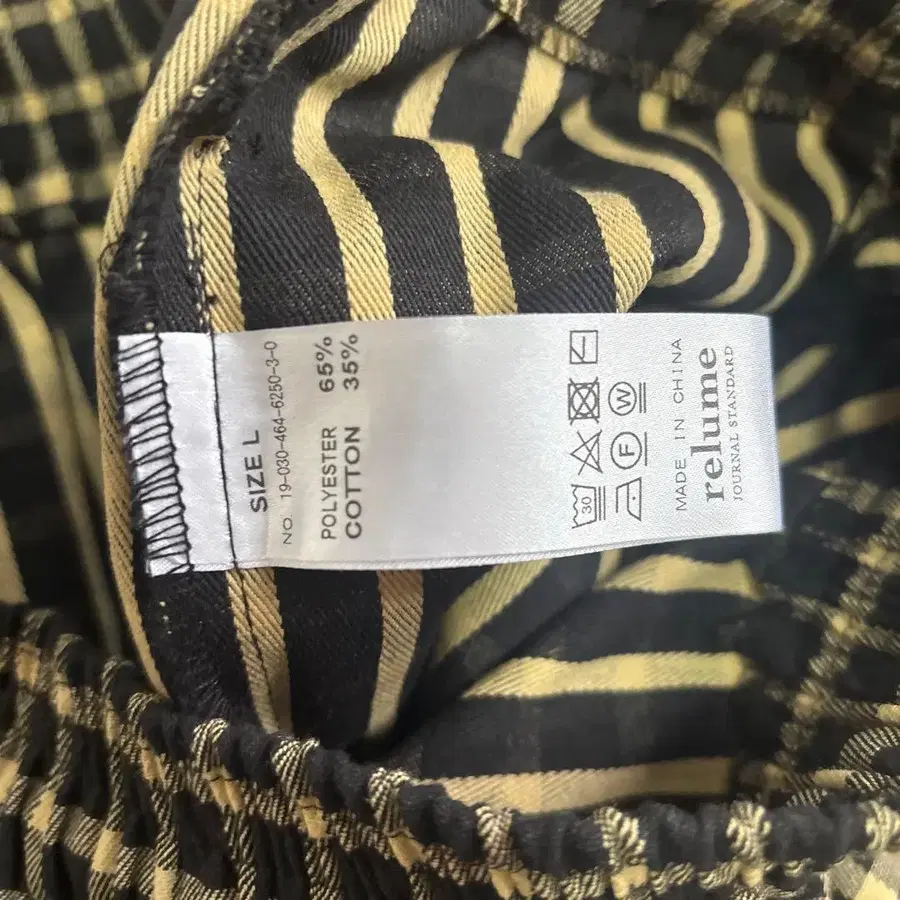 SIZE L
NO. 19-030-464-6250-3-0
POLYESTER 65%
COTTON 35%
30
F
W
MADE IN CHINA
relume
JOURNAL STANDARD